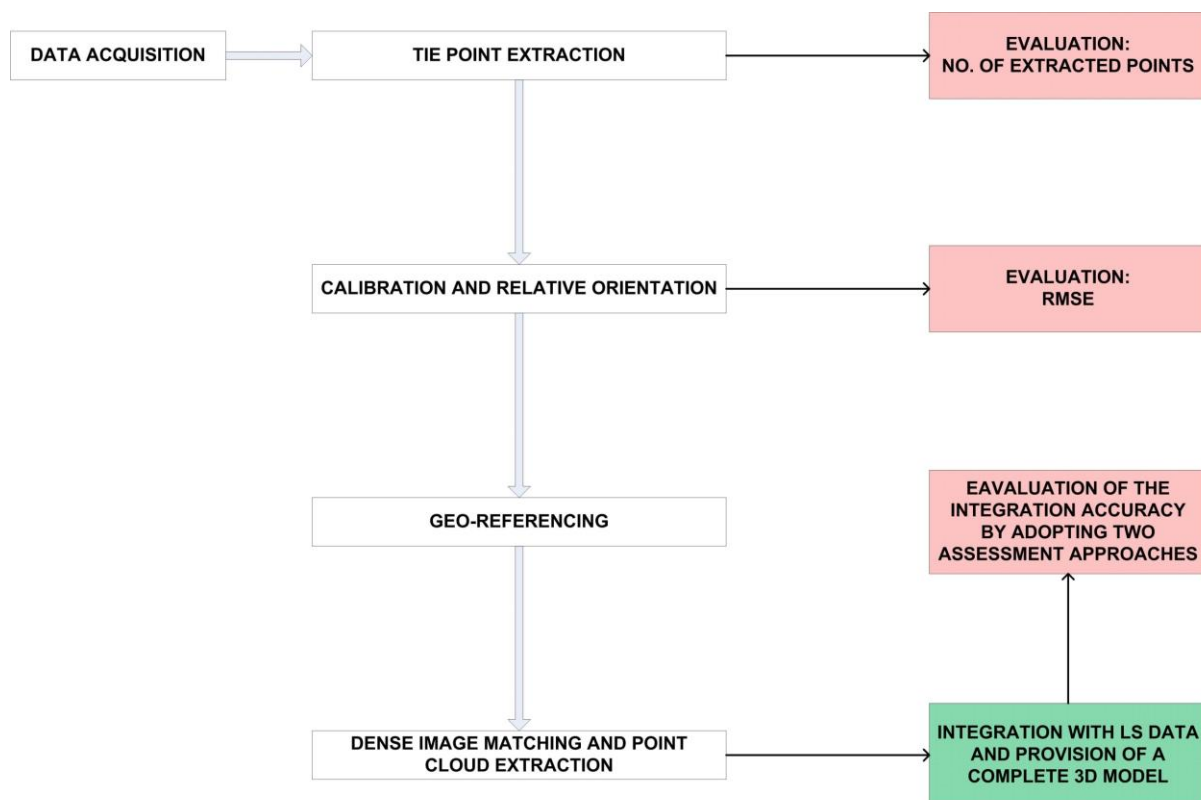 DATA ACQUISITION
TIE POINT EXTRACTION
EVALUATION:
NO. OF EXTRACTED POINTS
CALIBRATION AND RELATIVE ORIENTATION
EVALUATION:
RMSE
GEO-REFERENCING
EAVALUATION OF THE
INTEGRATION ACCURACY
BY ADOPTING TWO
ASSESSMENT APPROACHES
DENSE IMAGE MATCHING AND POINT
CLOUD EXTRACTION
INTEGRATION WITH LS DATA
AND PROVISION OF A
COMPLETE 3D MODEL